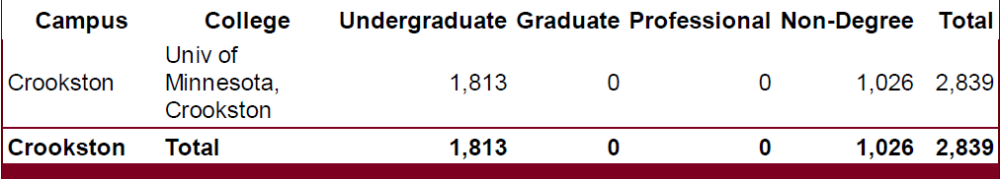 Campus College Undergraduate Graduate Professional Non-Degree Total
Univ of
Crookston Minnesota, 1,813 0 0 1,026 2,839
Crookston
Crookston Total 1,813 0 0 1,026 2,839